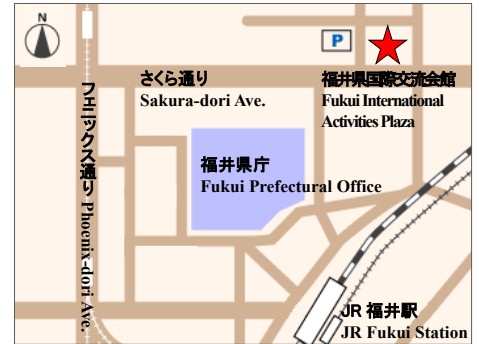 N
P
さくら通り
Sakura-dori Ave.
福井県国際交流会館
Fukui International
Activities Plaza
フェニックス通り Phoenix-dori Ave.
福井県庁
Fukui Prefectural Office
JR 福井駅
JR Fukui Station